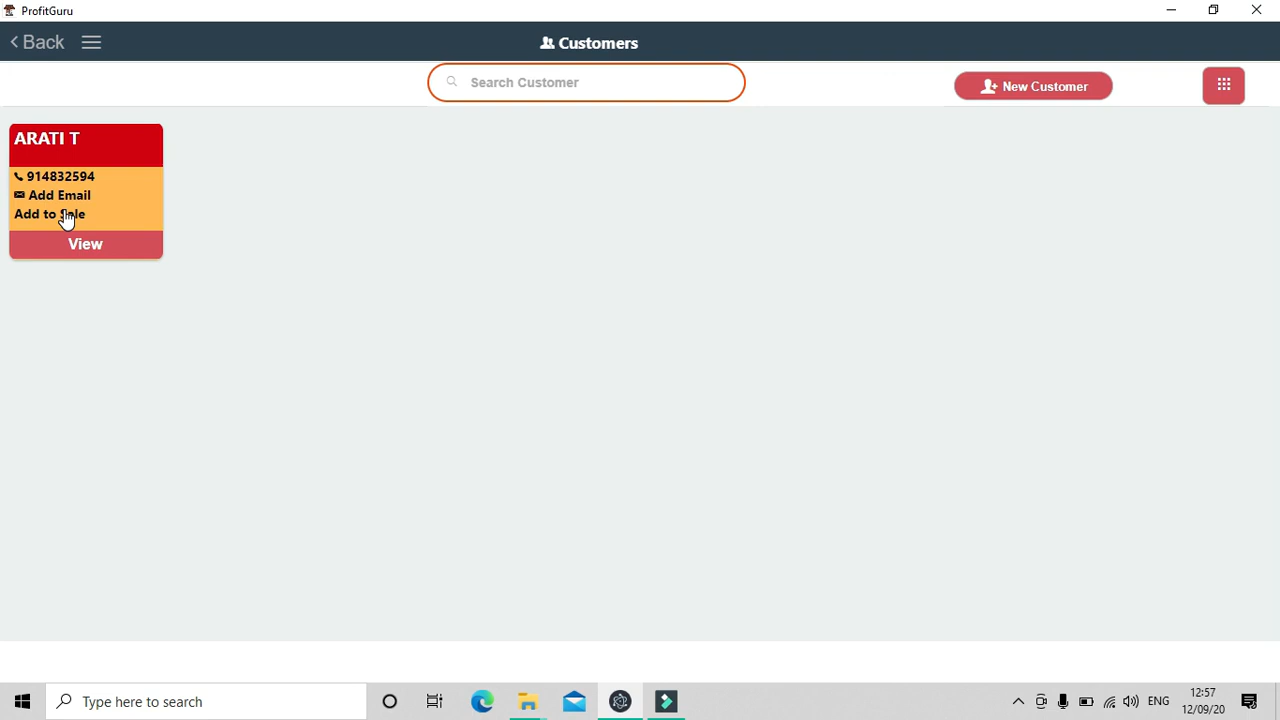 ProfitGuru
Back
Customers
Search Customer
New Customer
ARATI T
914832594
Add Email
Add to Sale
View
Type here to search
ENG
12:57
12/09/20